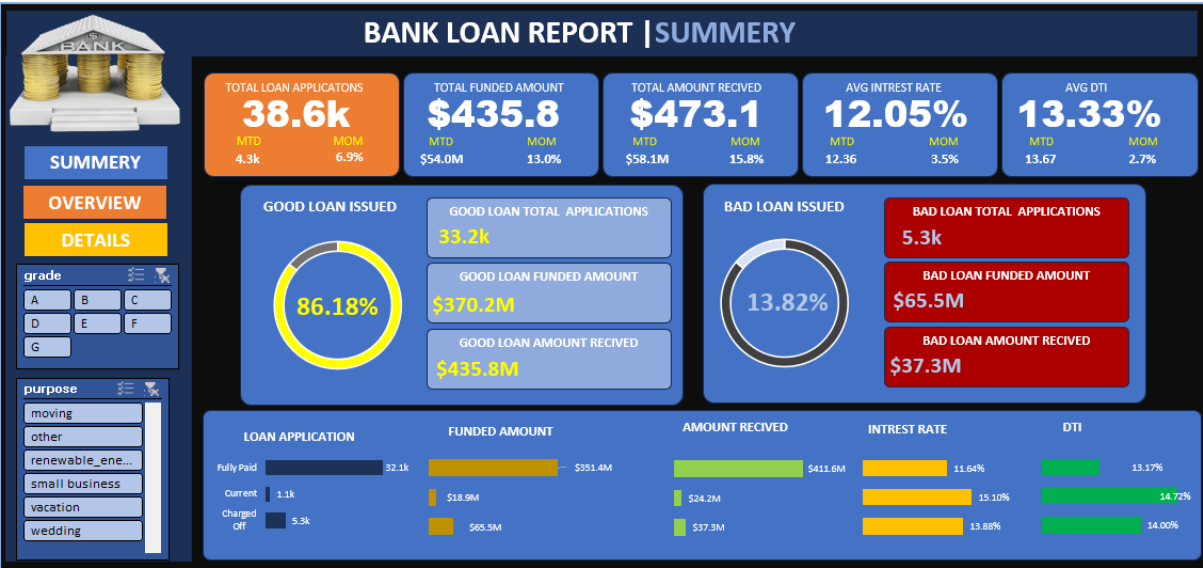 BANK LOAN REPORT |SUMMERY
$
BANK
SUMMERY
OVERVIEW
DETAILS
grade
A
B
C
D
E
F
G
purpose
moving
other
renewable_ene...
small business
vacation
wedding
TOTAL LOAN APPLICATONS
38.6k
MTD MOM
4.3k 6.9%
TOTAL FUNDED AMOUNT
$435.8
MTD MOM
$54.0M 13.0%
TOTAL AMOUNT RECIVED
$473.1
MTD MOM
$58.1M 15.8%
AVG INTREST RATE
12.05%
MTD MOM
12.36 3.5%
AVG DTI
13.33%
MTD MOM
13.67 2.7%
GOOD LOAN ISSUED
86.18%
GOOD LOAN TOTAL APPLICATIONS
33.2k
GOOD LOAN FUNDED AMOUNT
$370.2M
GOOD LOAN AMOUNT RECIVED
$435.8M
BAD LOAN ISSUED
13.82%
BAD LOAN TOTAL APPLICATIONS
5.3k
BAD LOAN FUNDED AMOUNT
$65.5M
BAD LOAN AMOUNT RECIVED
$37.3M
LOAN APPLICATION
Fully Paid 32.1k
Current 1.1k
Charged
Off 5.3k
FUNDED AMOUNT
$351.4M
$18.9M
$65.5M
AMOUNT RECIVED
$411.6M
$24.2M
$37.3M
INTREST RATE
11.64%
15.10%
13.88%
DTI
13.17%
14.72%
14.00%